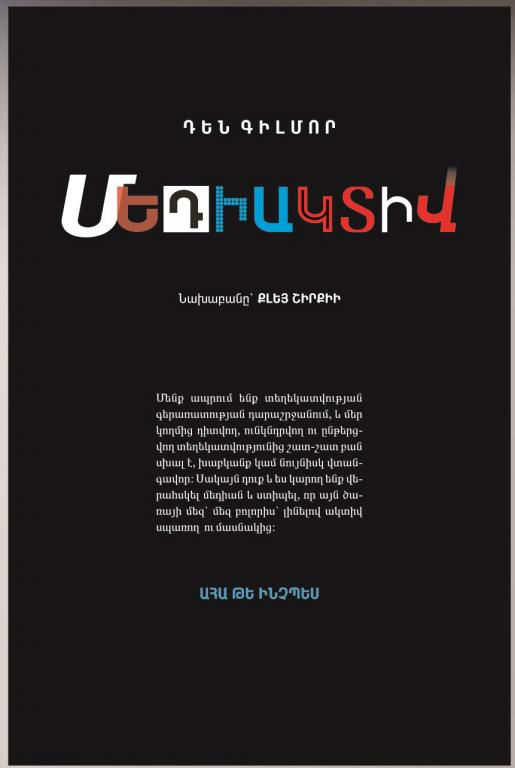 ԴԵՆ ԳԻԼՄՈՐ
ՄԵԴԻԱԿՏԻՎ
Նախաբանը՝ ՔԼԵՅ ՇԻՐՔԻԻ
Մենք ապրում ենք տեղեկատվության
գերառատության դարաշրջանում, և մեր
կողմից դիտվող, ունկնդրվող ու ընթերց-
վող տեղեկատվությունից շատ-շատ բան
սխալ է, խաբկանք կամ նույնիսկ վտան-
գավոր: Սակայն դուք և ես կարող ենք վե-
րահսկել մեդիան և ստիպել, որ այն ծա-
ռայի մեզ՝ մեզ բոլորիս՝ լինելով ակտիվ
սպառող ու մասնակից:
ԱՀԱ ԹԵ ԻՆՉՊԵՍ